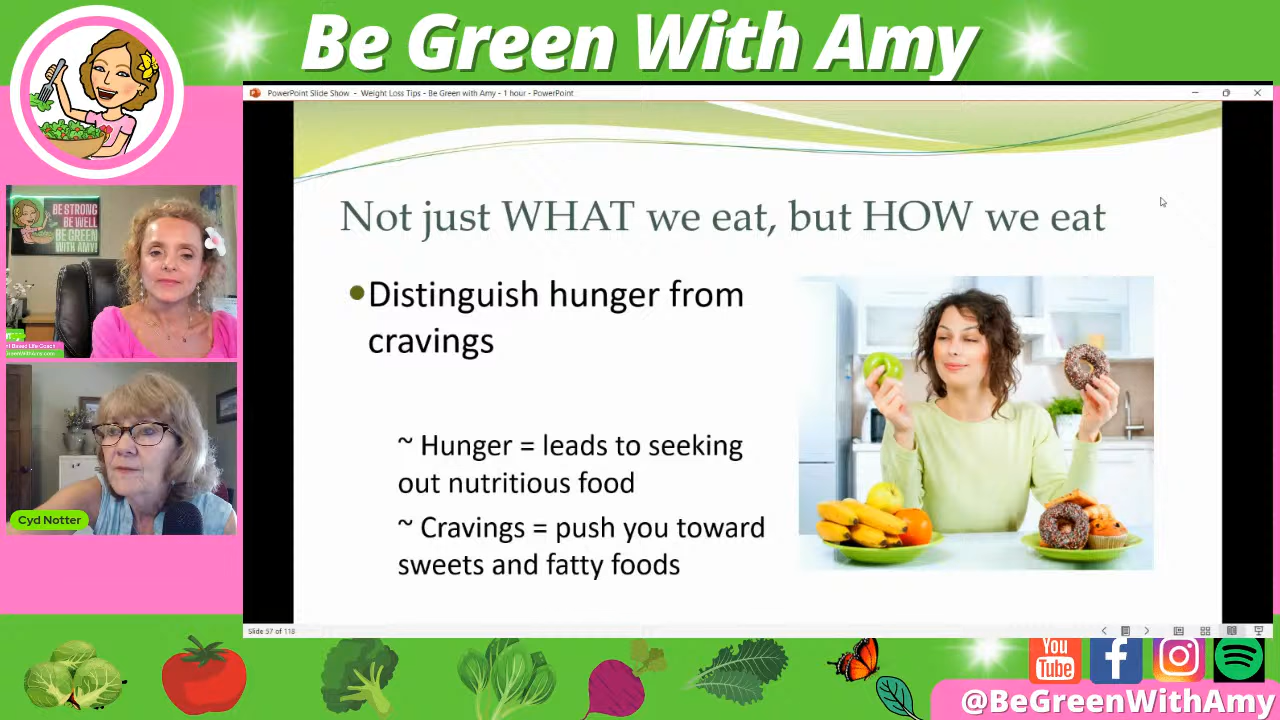 Be Green With Amy
PowerPoint Slide Show - Weight Loss Tips - Be Green with Amy - 1 hour - PowerPoint
BE STRONG
BE WELL
BE GREEN
WITH AMY!
Not just WHAT we eat, but HOW we eat
•Distinguish hunger from
cravings
~ Hunger = leads to seeking
out nutritious food
~ Cravings = push you toward
sweets and fatty foods
Cyd Notter
Slide 57 of 118
You
Tube
@BeGreenWithAmy